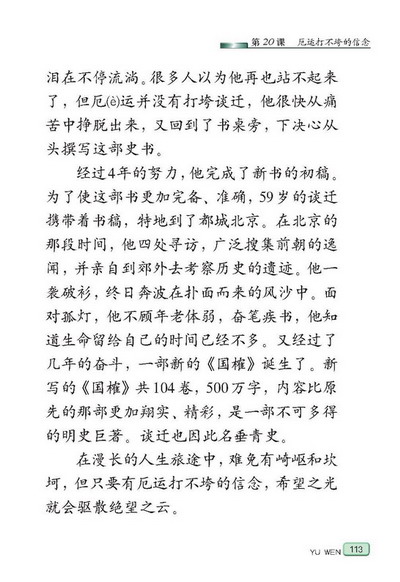 第20课 厄运打不垮的信念
泪在不停流淌。很多人以为他再也站不起来
了，但厄(è)运并没有打垮谈迁，他很快从痛
苦中挣脱出来，又回到了书桌旁，下决心从
头撰写这部史书。
经过4年的努力，他完成了新书的初稿。
为了使这部书更加完备、准确，59岁的谈迁
携带着书稿，特地到了都城北京。在北京的
那段时间，他四处寻访，广泛搜集前朝的逸
闻，并亲自到郊外去考察历史的遗迹。他一
袭破衫，终日奔波在扑面而来的风沙中。面
对孤灯，他不顾年老体弱，奋笔疾书，他知
道生命留给自己的时间已经不多。又经过了
几年的奋斗，一部新的《国榷》诞生了。新
写的《国榷》共104卷，500万字，内容比原
先的那部更加翔实、精彩，是一部不可多得
的明史巨著。谈迁也因此名垂青史。
在漫长的人生旅途中，难免有崎岖和坎
坷，但只要有厄运打不垮的信念，希望之光
就会驱散绝望之云。
YU WEN 113